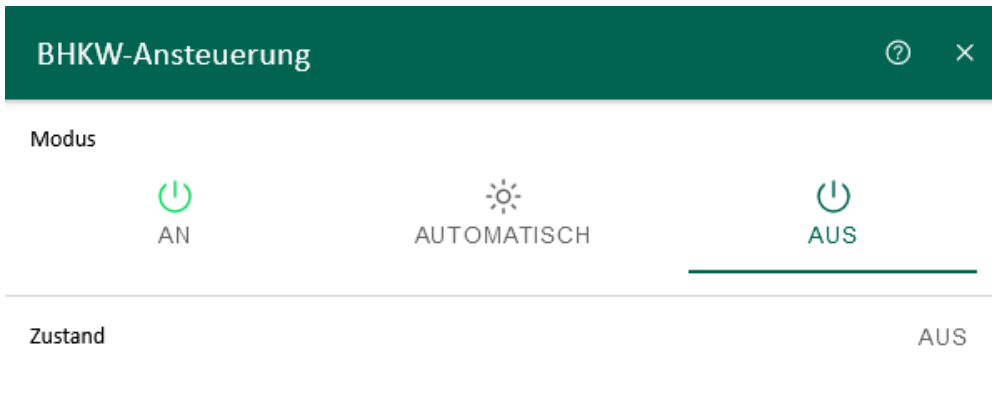 BHKW-Ansteuerung
Modus
AN AUTOMATISCH AUS
Zustand AUS